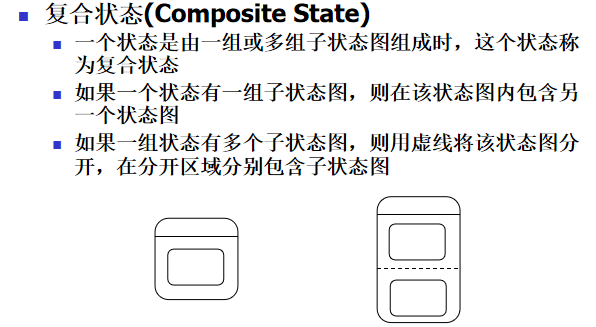 复合状态(Composite State)
一个状态是由一组或多组子状态图组成时，这个状态称
为复合状态
如果一个状态有一组子状态图，则在该状态图内包含另
一个状态图
如果一组状态有多个子状态图，则用虚线将该状态图分
开，在分开区域分别包含子状态图